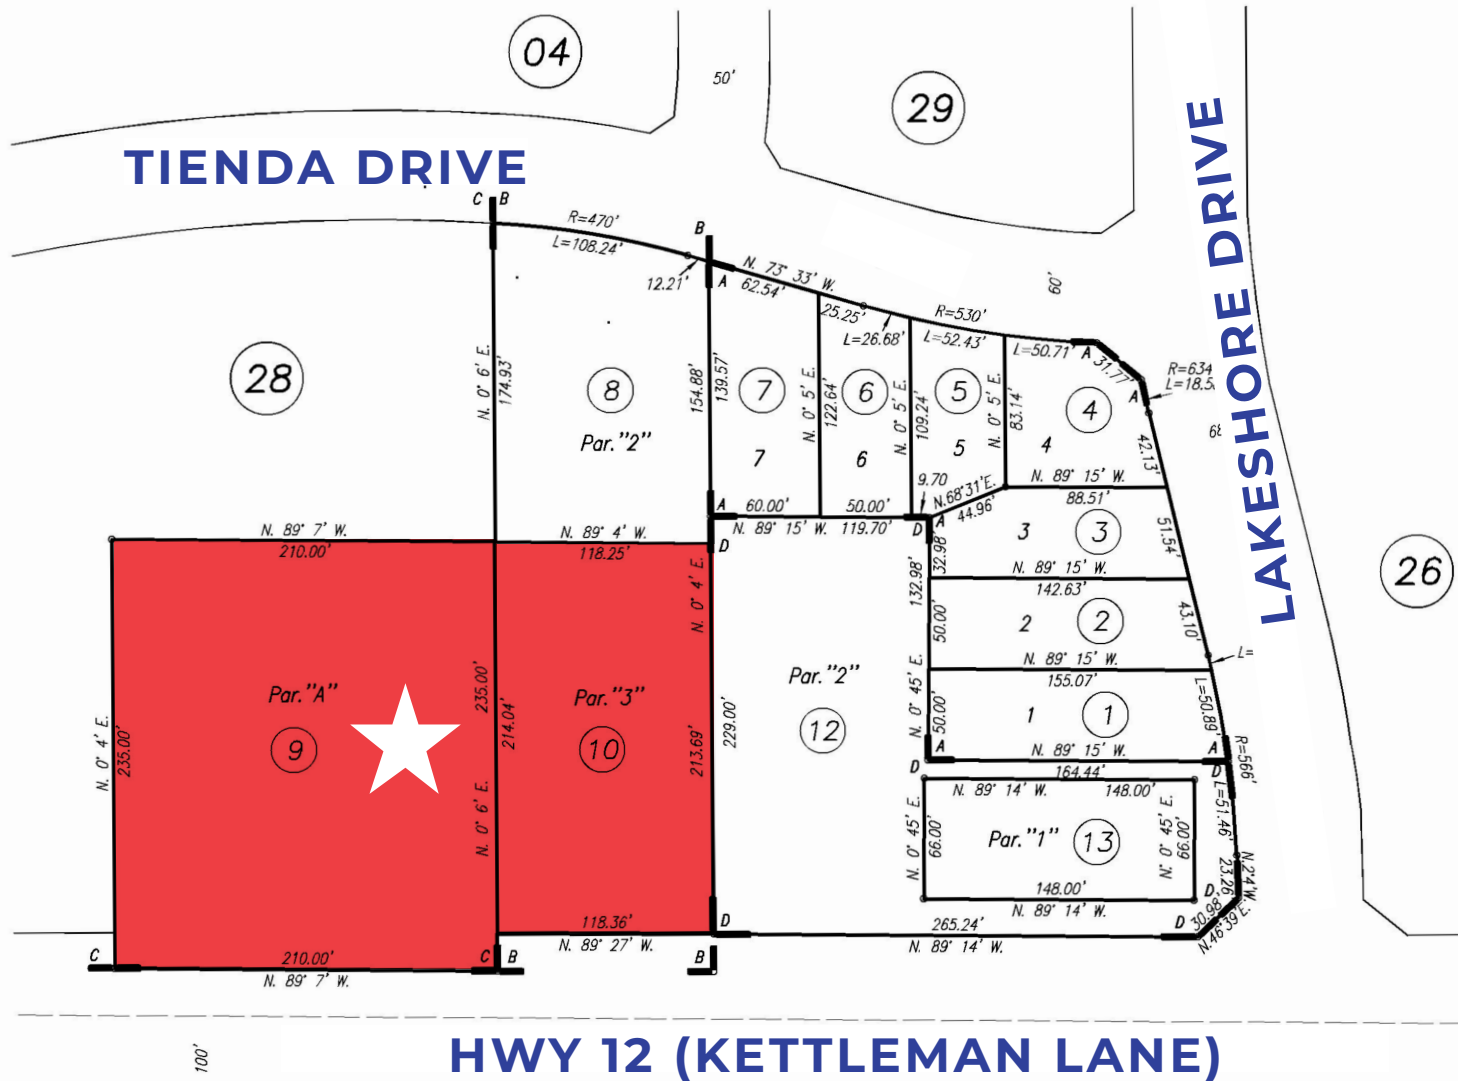 04
50'
29
TIENDA DRIVE
LAKESHORE DRIVE
C B
R=470'
L=108.24'
B
12.21'
A
N. 73° 33' W.
62.54'
25.25'
R=530'
L=26.68'
L=52.43'
L=50.71'
A
31.77'
60'
R=634
A
28
N. 0° 6' E.
174.93'
8
Par. "2"
154.88'
139.57'
7
7
N. 0° 5' E.
122.64'
6
6
N. 0° 5' E.
109.24'
5
5
N. 0° 5' E.
83.14'
4
4
42.13'
9.70
N.68°31'E.
44.96'
N. 89° 15' W.
88.51'
A
60.00'
50.00'
N. 89° 15' W.
119.70'
D
A
D
N. 89° 7' W.
210.00'
N. 89° 4' W.
118.25'
N. 0° 4' E.
132.98'
32.98'
3
3
51.54'
N. 89° 15' W.
142.63'
26
50.00'
2
2
43.10'
N. 89° 15' W.
155.07'
L=
L=50.89'
Par. "A"
9
N. 0° 4' E.
235.00'
235.00'
214.04'
N. 0° 6' E.
Par. "3"
10
213.69'
229.00'
Par. "2"
12
N. 0° 45' E.
50.00'
1
1
A
N. 89° 15' W.
164.44'
A
D
D
R=566'
L=51.46'
N. 89° 14' W.
148.00'
N. 0° 45' E.
66.00'
Par. "1"
13
N. 0° 45' E.
66.00'
148.00'
N. 89° 14' W.
N.2°4'W.
23.26
D
30.98'
N.46°39'E.
D
118.36'
N. 89° 27' W.
D
265.24'
N. 89° 14' W.
C
210.00'
N. 89° 7' W.
C B
B
100'
HWY 12 (KETTLEMAN LANE)